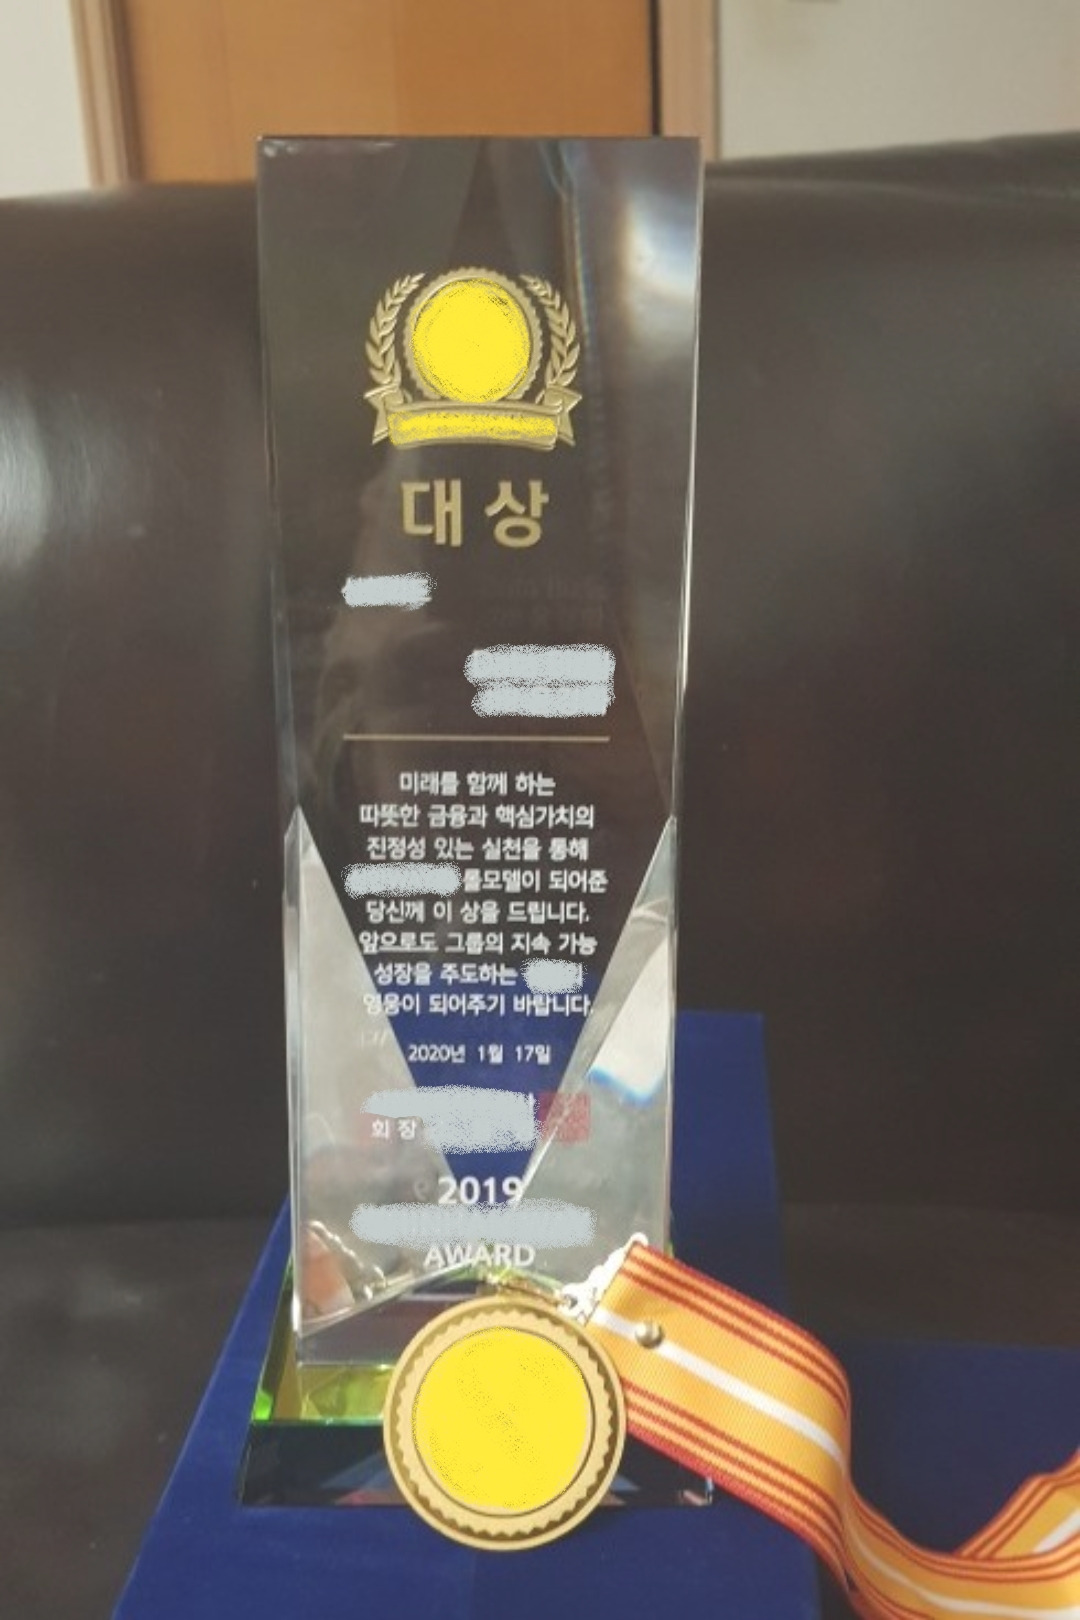 대상
미래를 함께 하는
따뜻한 금융과 핵심가치의
진정성 있는 실천을 통해
롤모델이 되어준
당신께 이 상을 드립니다.
앞으로도 그룹의 지속 가능
성장을 주도하는
영웅이 되어주기 바랍니다.
2020년 1월 17일
회 장
2019
AWARD